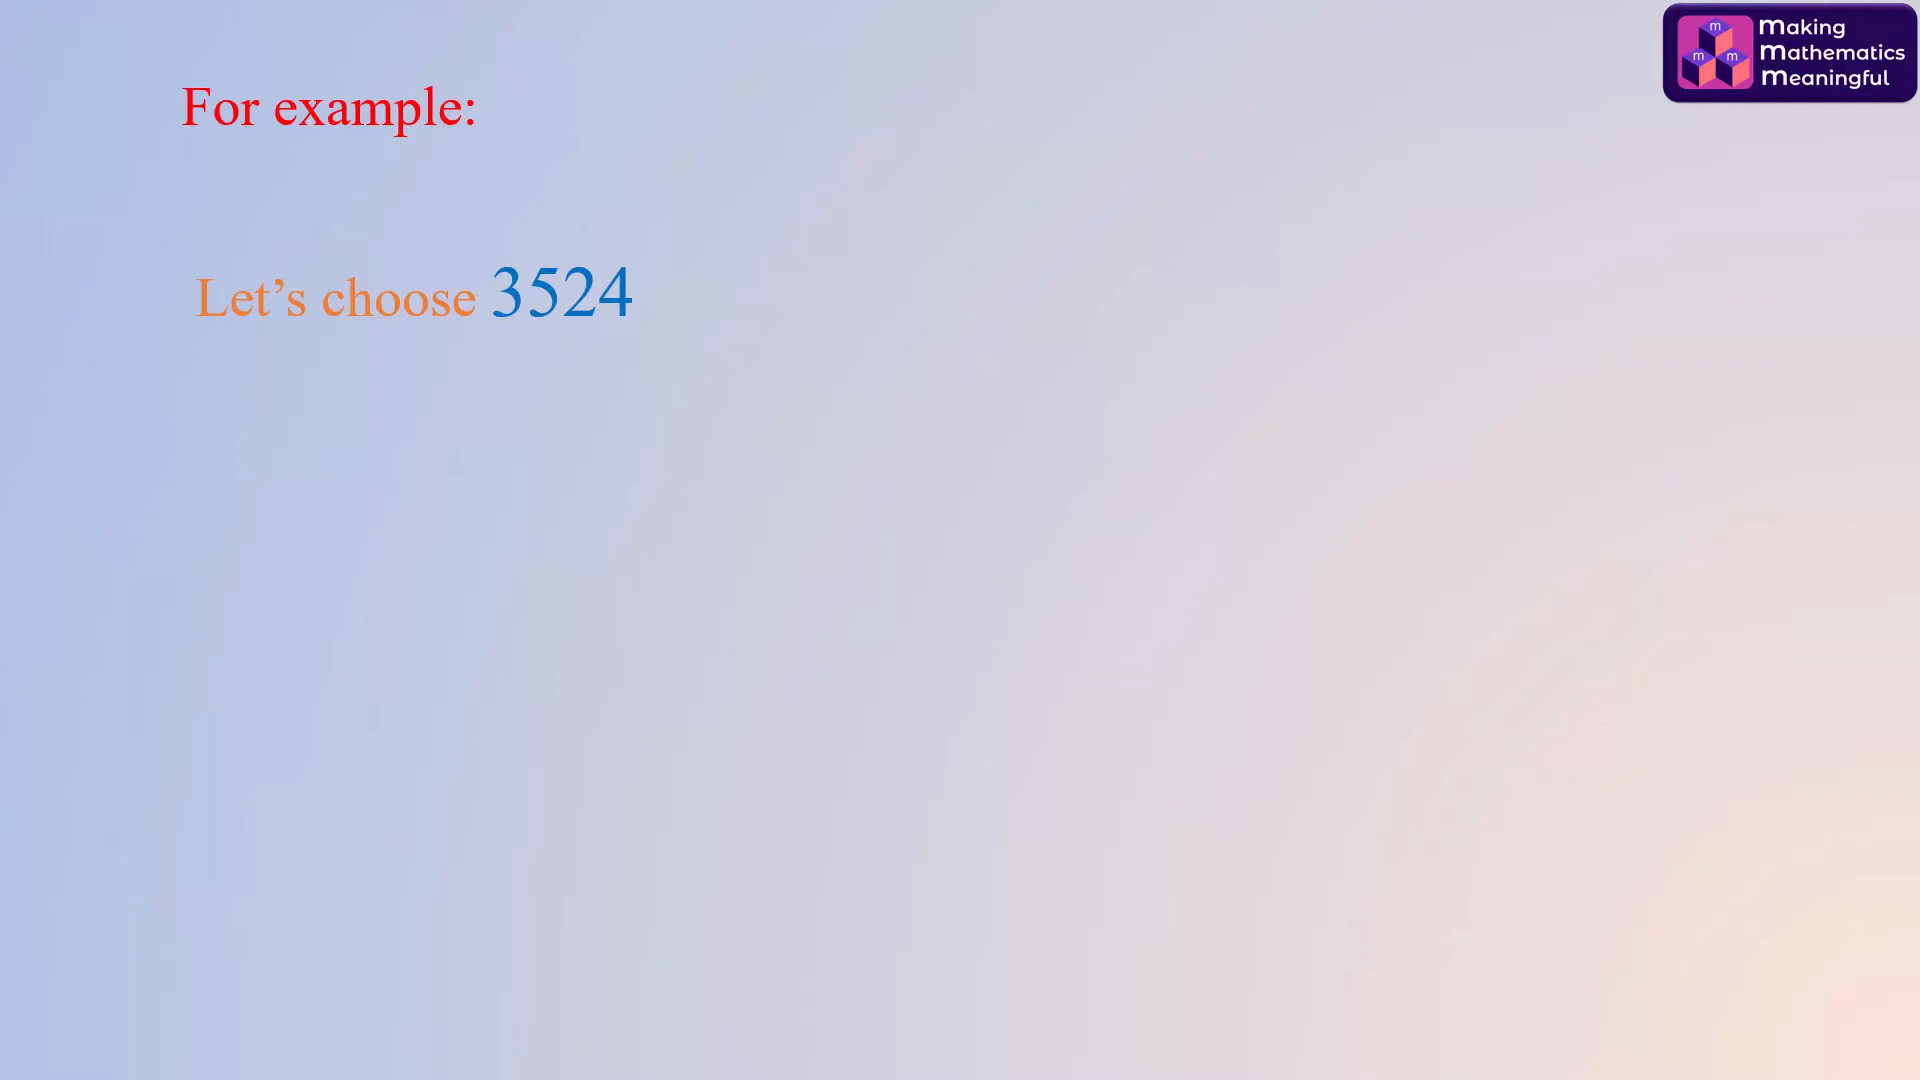 making
mathematics
meaningful
m
m m
For example:
Let’s choose 3524